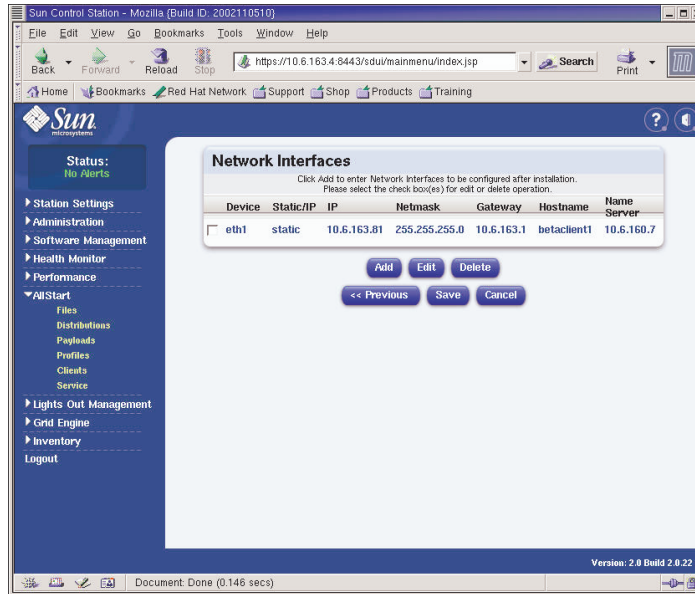 Sun Control Station - Mozilla {Build ID: 2002110510}
File Edit View Go Bookmarks Tools Window Help
Back Forward Reload Stop https://10.6.163.4:8443/sdui/mainmenu/index.jsp Search Print
Home Bookmarks Red Hat Network Support Shop Products Training
Sun
microsystems
?
Status:
No Alerts
Station Settings
Administration
Software Management
Health Monitor
Performance
AllStart
Files
Distributions
Payloads
Profiles
Clients
Service
Lights Out Management
Grid Engine
Inventory
Logout
Network Interfaces
Click Add to enter Network Interfaces to be configured after installation.
Please select the check box(es) for edit or delete operation.
Device Static/IP IP Netmask Gateway Hostname Name Server
eth1 static 10.6.163.81 255.255.255.0 10.6.163.1 betaclient1 10.6.160.7
Add Edit Delete
<< Previous Save Cancel
Version: 2.0 Build 2.0.22
Document: Done (0.146 secs)